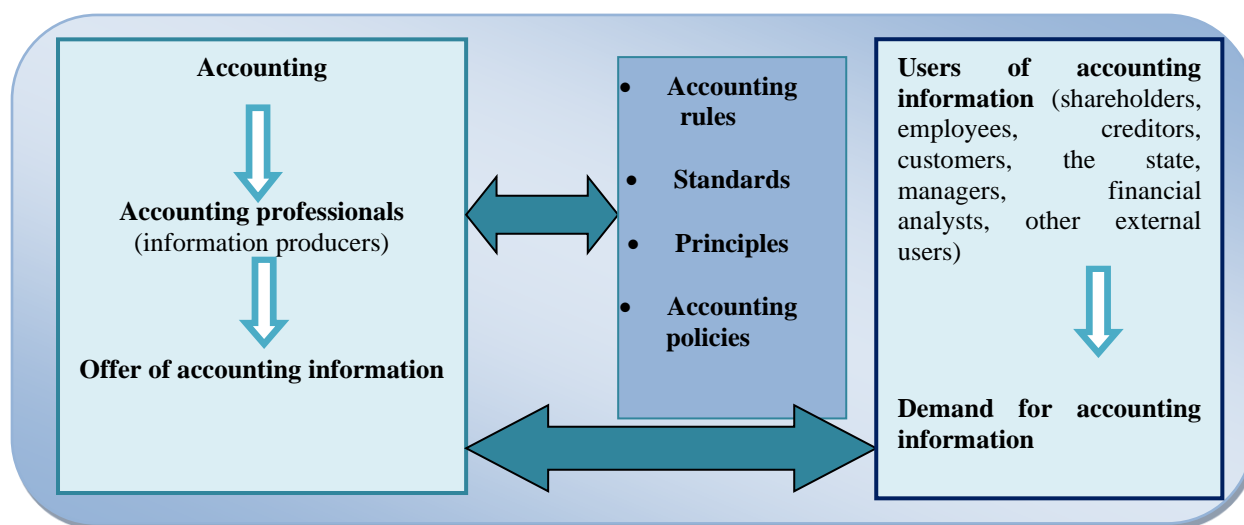 Accounting
Accounting professionals
(information producers)
Offer of accounting information
• Accounting
rules
• Standards
• Principles
• Accounting
policies
Users of accounting
information (shareholders,
employees, creditors,
customers, the state,
managers, financial
analysts, other external
users)
Demand for accounting
information